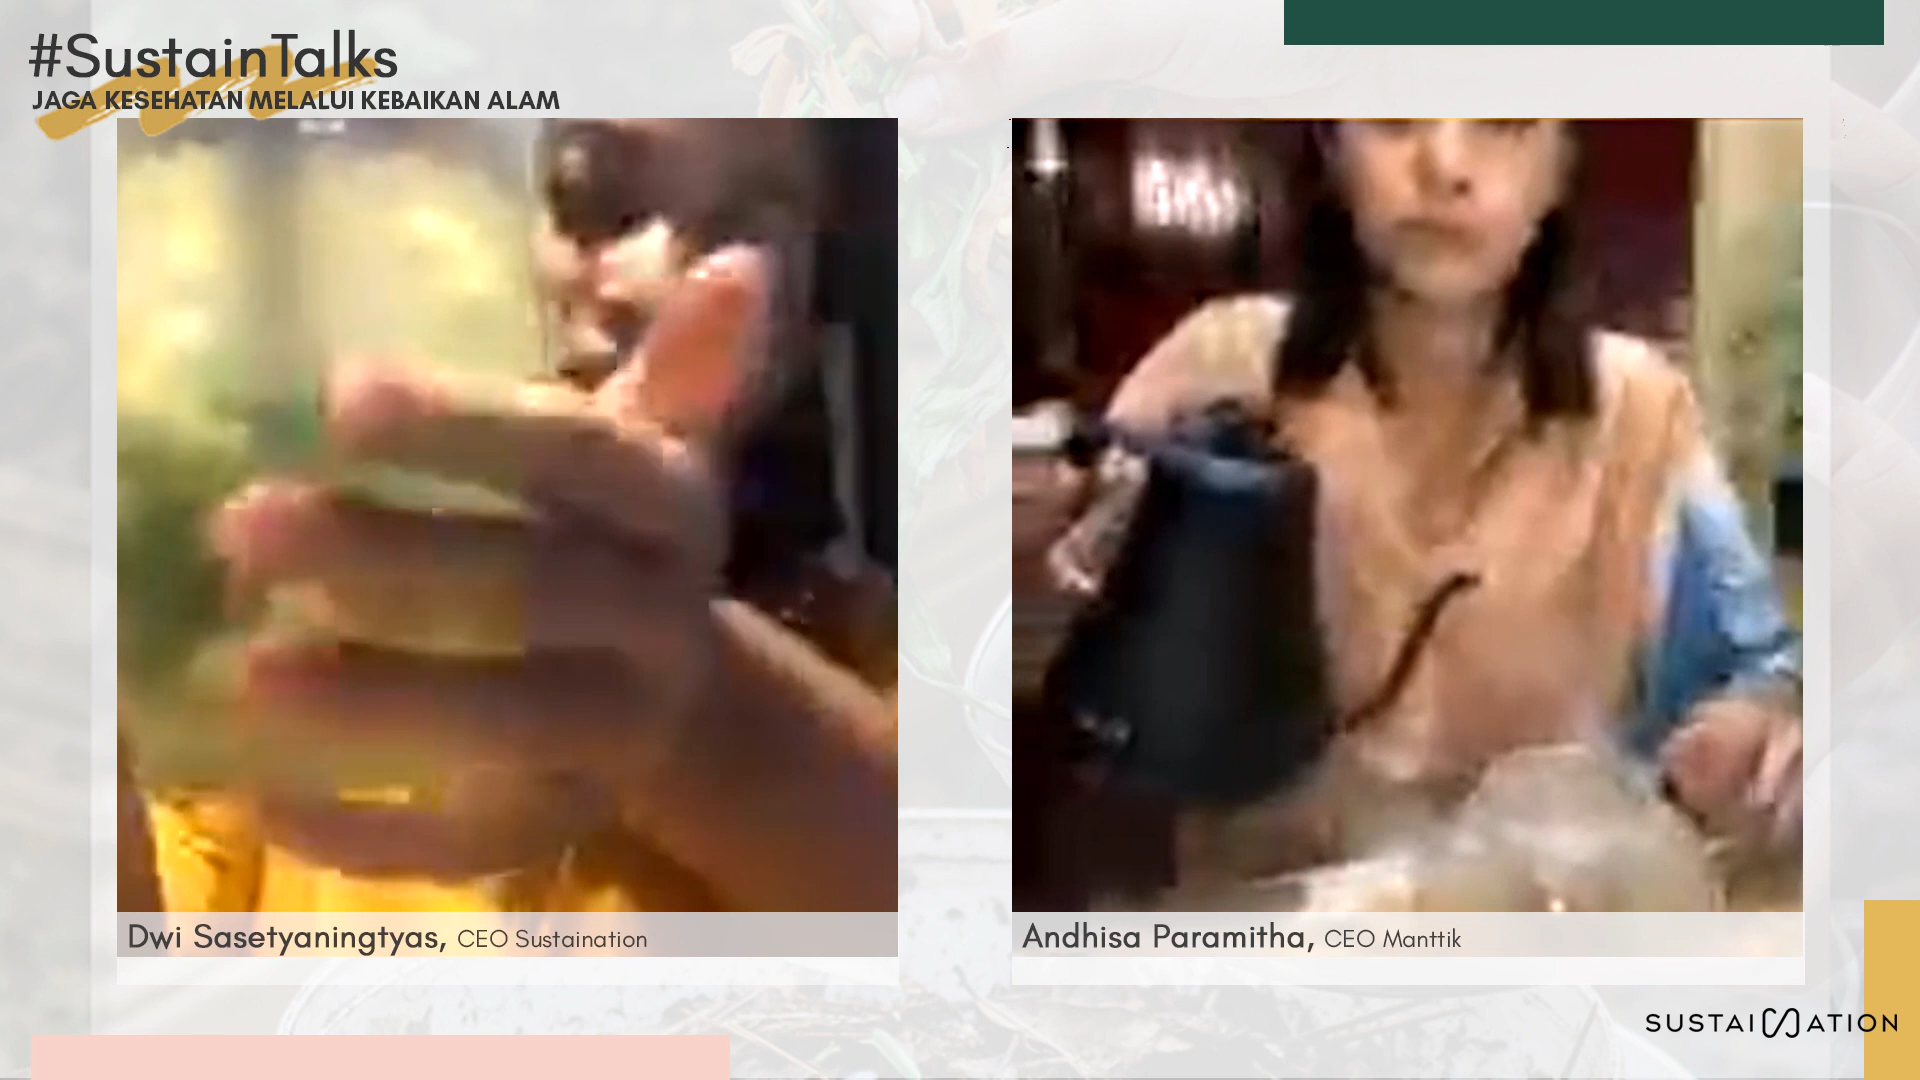 #SustainTalks
JAGA KESEHATAN MELALUI KEBAIKAN ALAM
Dwi Sasetyaningtyas, CEO Sustaination
Andhisa Paramitha, CEO Manttik
SUSTAINATION